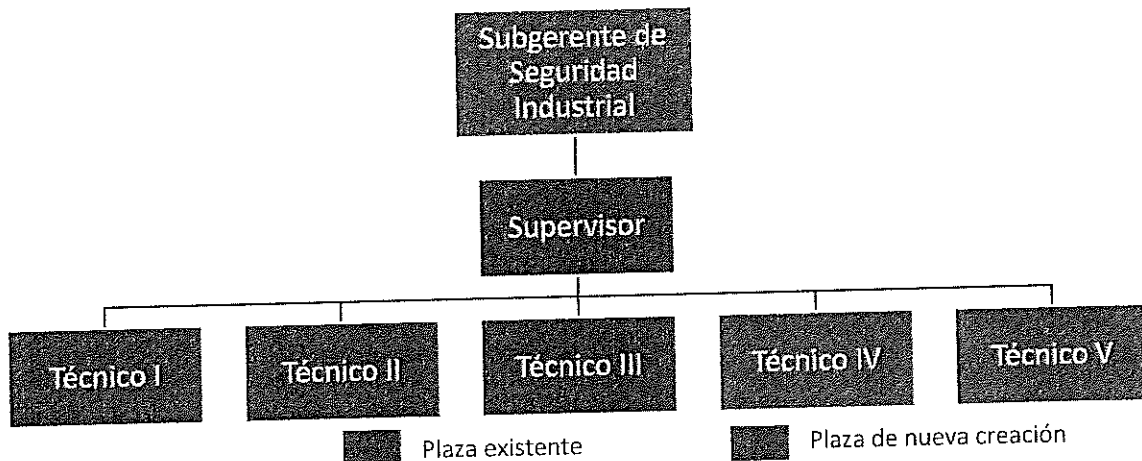 Subgerente de
Seguridad
Industrial
Supervisor
Técnico I
Técnico II
Técnico III
Técnico IV
Técnico V
Plaza existente
Plaza de nueva creación